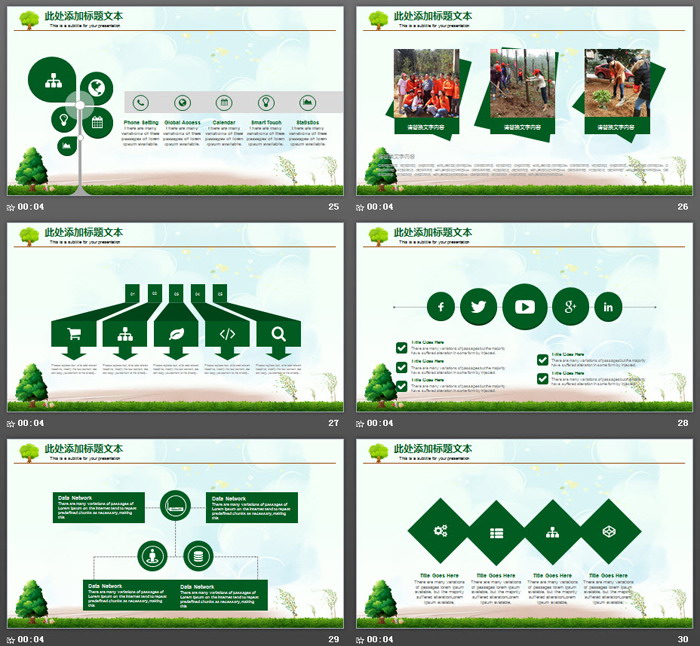 此处添加标题文本
This is a subtitle for your presentation
Phone Setting
There are many
variations of these
passages of lorem
ipsum available.
Global Access
There are many
variations of these
passages of lorem
ipsum available.
Calendar
There are many
variations of these
passages of lorem
ipsum available.
Smart Touch
There are many
variations of these
passages of lorem
ipsum available.
Statistics
There are many
variations of these
passages of lorem
ipsum available.
00:04
25
此处添加标题文本
This is a subtitle for your presentation
请替换文字内容
请替换文字内容
请替换文字内容
请替换文字内容
00:04
26
此处添加标题文本
This is a subtitle for your presentation
01
02
03
04
05
00:04
27
此处添加标题文本
This is a subtitle for your presentation
Title Goes Here
There are many variations of passages but the majority
have suffered alteration in some form by injected.
Title Goes Here
There are many variations of passages but the majority
have suffered alteration in some form by injected.
Title Goes Here
There are many variations of passages but the majority
have suffered alteration in some form by injected.
Title Goes Here
There are many variations of passages but the majority
have suffered alteration in some form by injected.
Title Goes Here
There are many variations of passages but the majority
have suffered alteration in some form by injected.
00:04
28
此处添加标题文本
This is a subtitle for your presentation
Data Network
There are many variations of passages of
Lorem Ipsum on the Internet tend to repeat
predefined chunks as necessary, making
this
Data Network
There are many variations of passages of
Lorem Ipsum on the Internet tend to repeat
predefined chunks as necessary, making
this
Data Network
There are many variations of passages of
Lorem Ipsum on the Internet tend to repeat
predefined chunks as necessary, making
this
Data Network
There are many variations of passages of
Lorem Ipsum on the Internet tend to repeat
predefined chunks as necessary, making
this
00:04
29
此处添加标题文本
This is a subtitle for your presentation
Title Goes Here
There are many variations
of passages of lorem ipsum
available, but the majority
suffered alteration Lorem
Ipsum available.
Title Goes Here
There are many variations
of passages of lorem ipsum
available, but the majority
suffered alteration Lorem
Ipsum available.
Title Goes Here
There are many variations
of passages of lorem ipsum
available, but the majority
suffered alteration Lorem
Ipsum available.
Title Goes Here
There are many variations
of passages of lorem ipsum
available, but the majority
suffered alteration Lorem
Ipsum available.
00:04
30